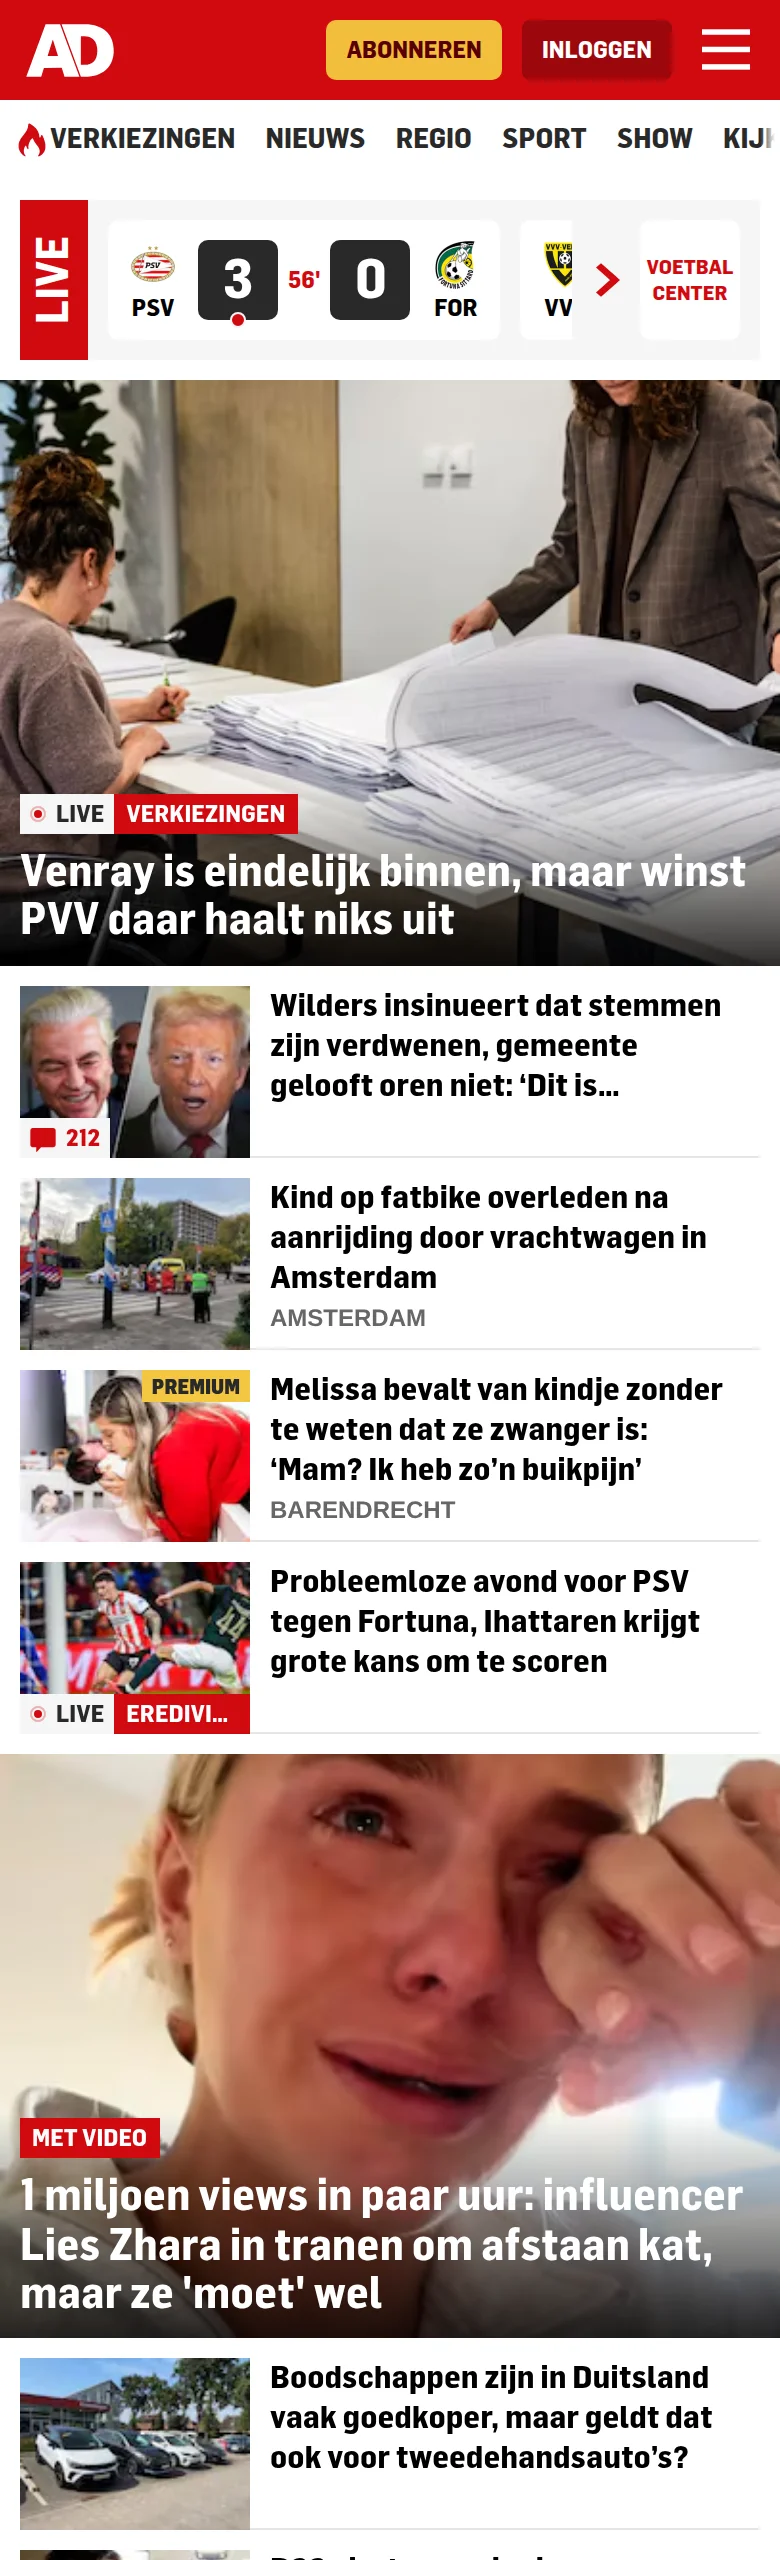 AD
ABONNEREN
INLOGGEN
VERKIEZINGEN NIEUWS REGIO SPORT SHOW
LIVE
PSV
3
56'
0
FOR
VOETBAL
CENTER
LIVE VERKIEZINGEN
Venray is eindelijk binnen, maar winst
PVV daar haalt niks uit
Wilders insinueert dat stemmen
zijn verdwenen, gemeente
gelooft oren niet: ‘Dit is...
212
Kind op fatbike overleden na
aanrijding door vrachtwagen in
Amsterdam
AMSTERDAM
PREMIUM
Melissa bevalt van kindje zonder
te weten dat ze zwanger is:
‘Mam? Ik heb zo’n buikpijn’
BARENDRECHT
Probleemloze avond voor PSV
tegen Fortuna, Ihattaren krijgt
grote kans om te scoren
LIVE EREDIVI...
MET VIDEO
1 miljoen views in paar uur: influencer
Lies Zhara in tranen om afstaan kat,
maar ze 'moet' wel
Boodschappen zijn in Duitsland
vaak goedkoper, maar geldt dat
ook voor tweedehandsauto’s?